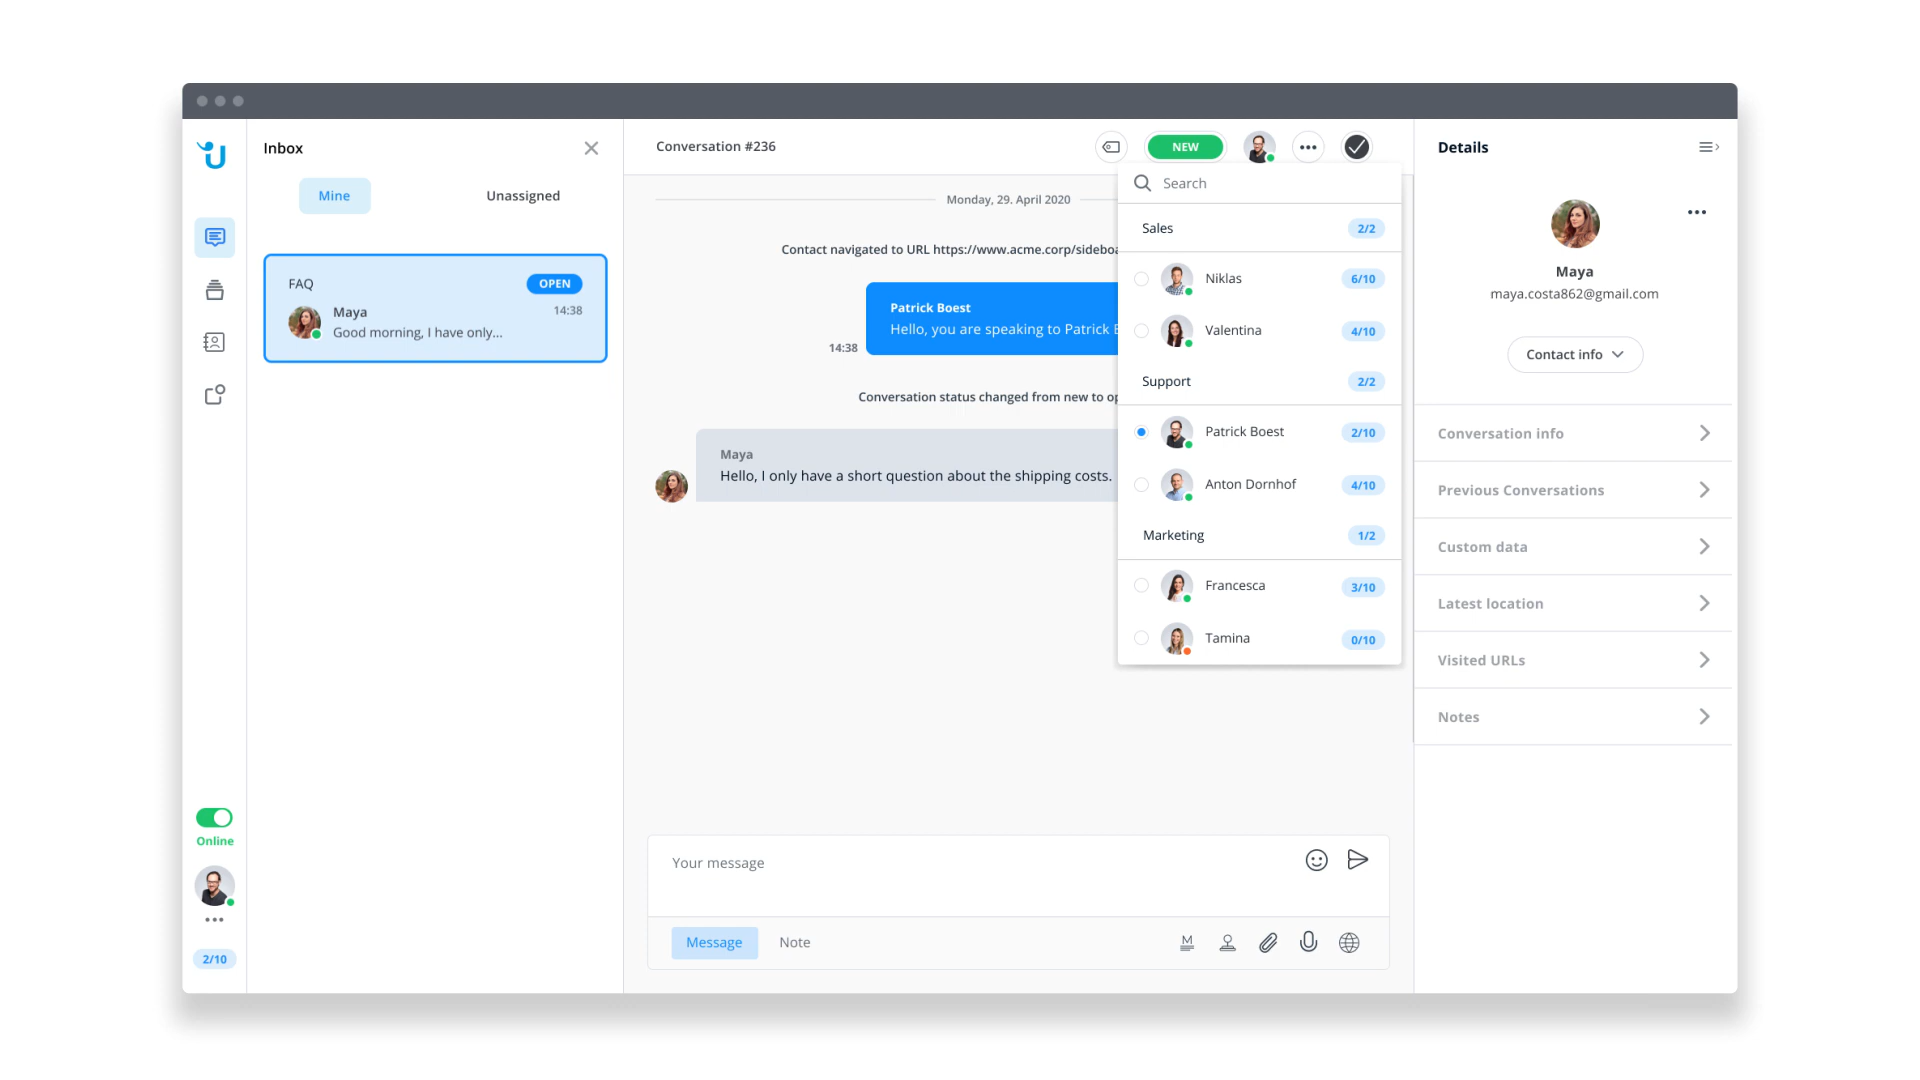 Inbox
Mine
Unassigned
FAQ
OPEN
Maya
14:38
Good morning, I have only...
Online
2/10
Conversation #236
NEW
Monday, 29. April 2020
Contact navigated to URL https://www.acme.corp/sideboa
Patrick Boest
Hello, you are speaking to Patrick B
14:38
Conversation status changed from new to op
Maya
Hello, I only have a short question about the shipping costs.
Search
Sales
2/2
Niklas
6/10
Valentina
4/10
Support
2/2
Patrick Boest
2/10
Anton Dornhof
4/10
Marketing
1/2
Francesca
3/10
Tamina
0/10
Your message
Message
Note
M
Details
Maya
maya.costa862@gmail.com
Contact info
Conversation info
Previous Conversations
Custom data
Latest location
Visited URLs
Notes